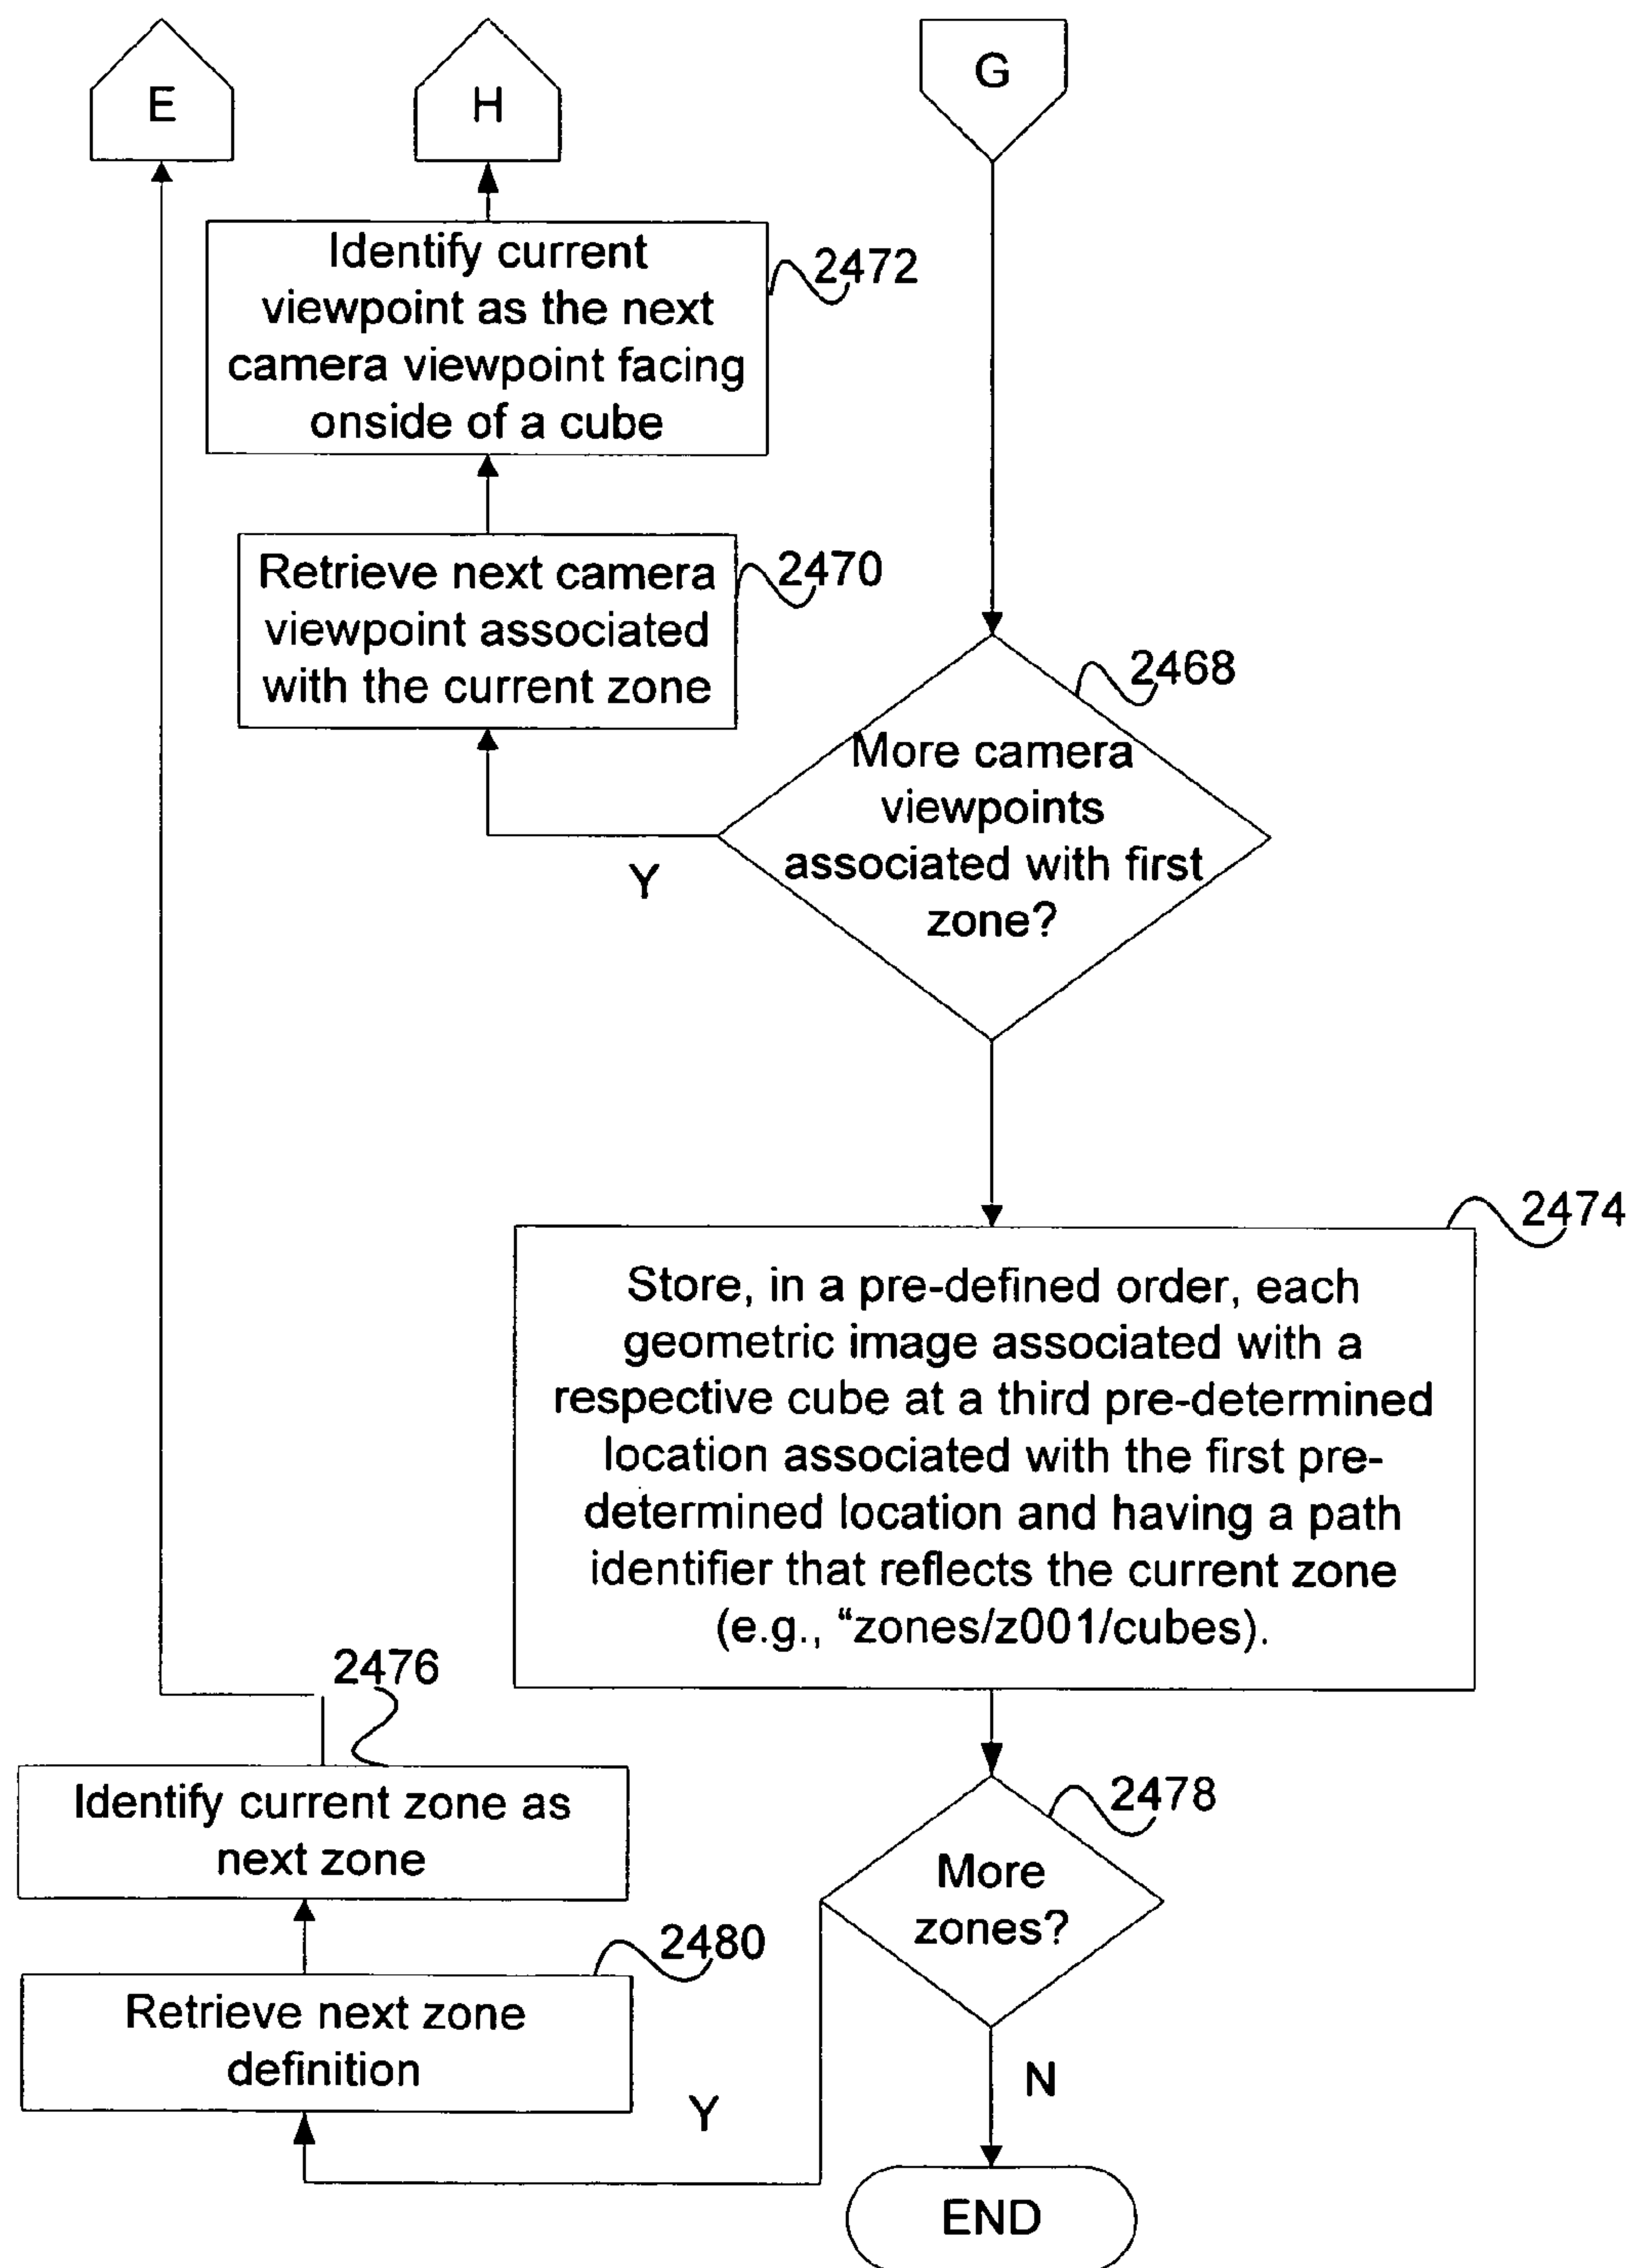 E
H
G
Identify current
viewpoint as the next
camera viewpoint facing
onside of a cube
2472
Retrieve next camera
viewpoint associated
with the current zone
2470
2468
More camera
viewpoints
associated with first
zone?
Y
2474
Store, in a pre-defined order, each
geometric image associated with a
respective cube at a third pre-determined
location associated with the first pre-
determined location and having a path
identifier that reflects the current zone
(e.g., “zones/z001/cubes).
2476
Identify current zone as
next zone
2478
More
zones?
2480
Retrieve next zone
definition
Y
N
END